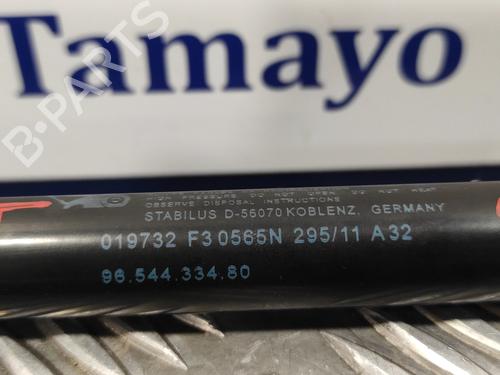 Tamayo
B-PARTS
HIGH PRESSURE DO NOT OPEN DO NOT HEAT
OBSERVE DISPOSAL INSTRUCTIONS
STABILUS D-56070 KOBLENZ, GERMANY
019732 F3 0565N 295/11 A32
96.544.334.80